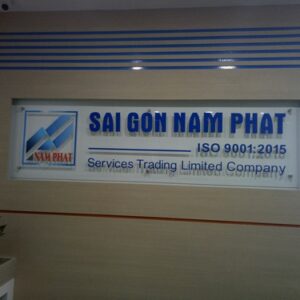 SAI GON NAM PHAT
ISO 9001:2015
Services Trading Limited Company
NAM PHAT